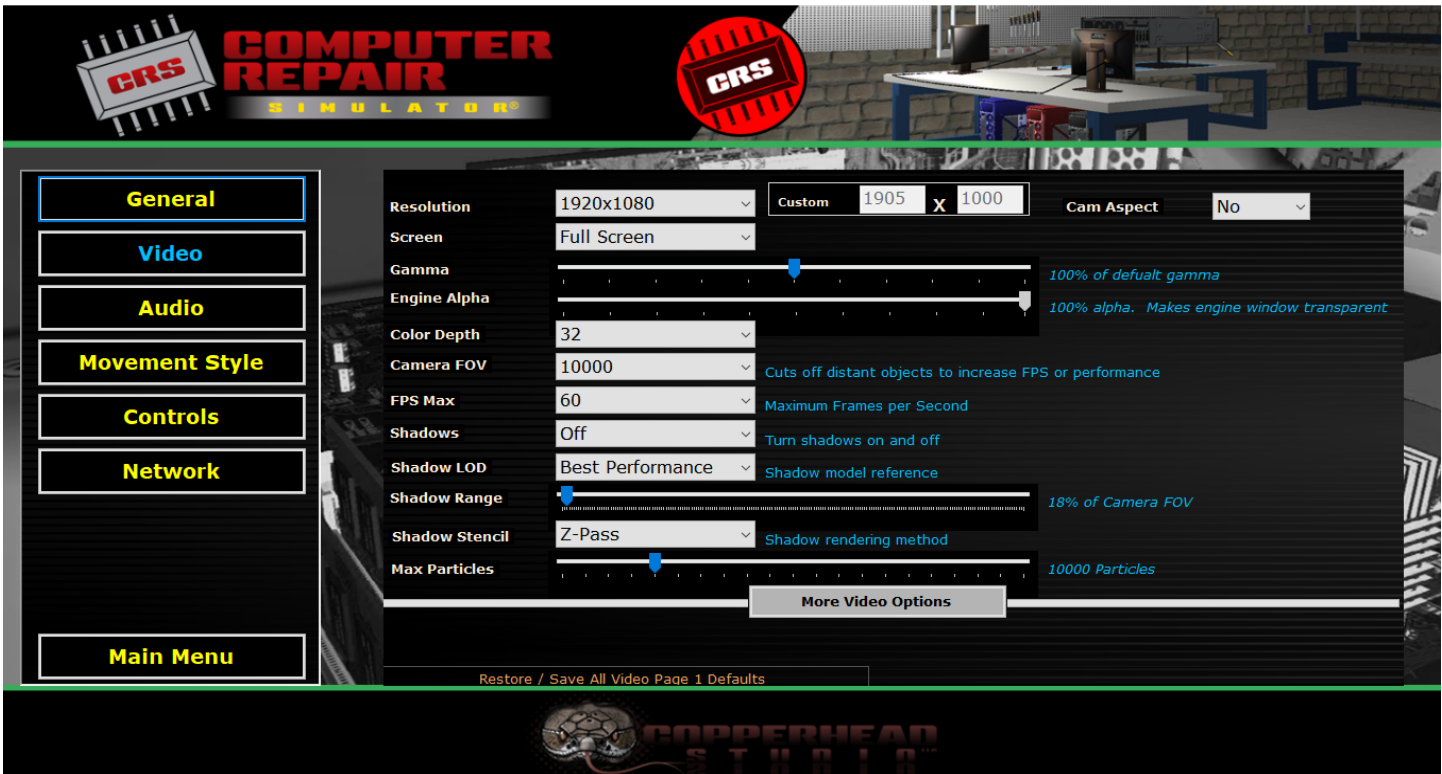 CRS
COMPUTER
REPAIR
SIMULATOR®
CRS
General
Video
Audio
Movement Style
Controls
Network
Main Menu
Resolution 1920x1080 Custom 1905 X 1000 Cam Aspect No
Screen Full Screen
Gamma 100% of defualt gamma
Engine Alpha 100% alpha. Makes engine window transparent
Color Depth 32
Camera FOV 10000 Cuts off distant objects to increase FPS or performance
FPS Max 60 Maximum Frames per Second
Shadows Off Turn shadows on and off
Shadow LOD Best Performance Shadow model reference
Shadow Range 18% of Camera FOV
Shadow Stencil Z-Pass Shadow rendering method
Max Particles 10000 Particles
More Video Options
Restore / Save All Video Page 1 Defaults
COPPERHEAD
STUDIO